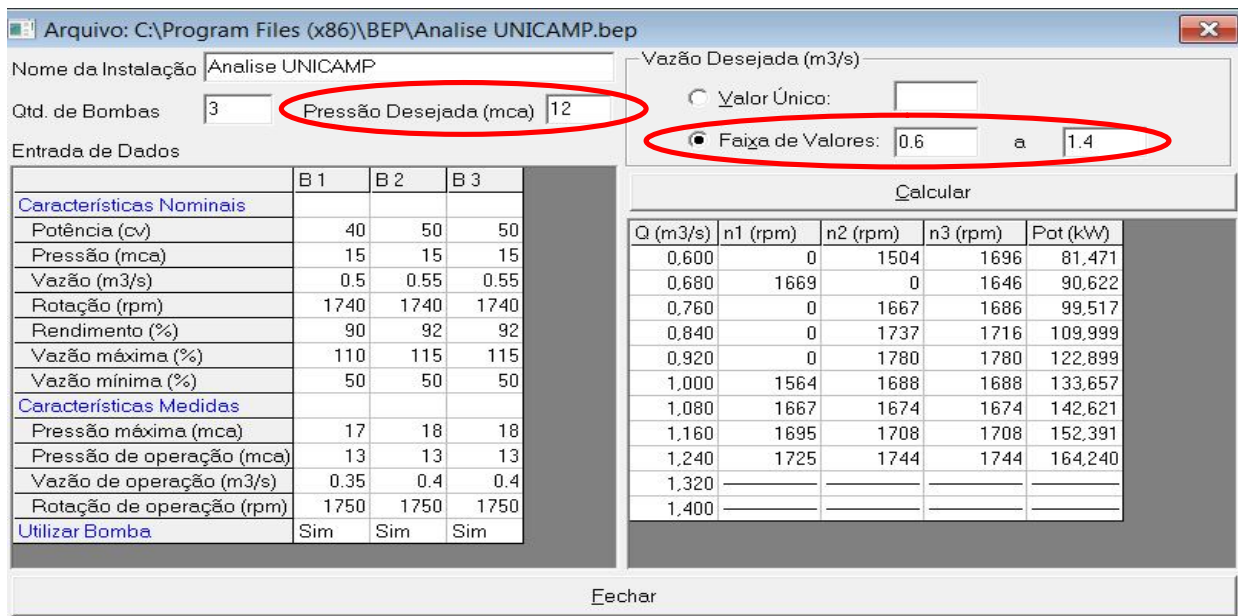 Arquivo: C:\Program Files (x86)\BEP\Analise UNICAMP.bep
Nome da Instalação Analise UNICAMP
Qtd. de Bombas 3 Pressão Desejada (mca) 12
Vazão Desejada (m3/s)
Valor Único:
Faixa de Valores: 0.6 a 1.4
Entrada de Dados
B 1 B 2 B 3
Características Nominais
Potência (cv) 40 50 50
Pressão (mca) 15 15 15
Vazão (m3/s) 0.5 0.55 0.55
Rotação (rpm) 1740 1740 1740
Rendimento (%) 90 92 92
Vazão máxima (%) 110 115 115
Vazão mínima (%) 50 50 50
Características Medidas
Pressão máxima (mca) 17 18 18
Pressão de operação (mca) 13 13 13
Vazão de operação (m3/s) 0.35 0.4 0.4
Rotação de operação (rpm) 1750 1750 1750
Utilizar Bomba Sim Sim Sim
Calcular
Q (m3/s) n1 (rpm) n2 (rpm) n3 (rpm) Pot (kW)
0,600 0 1504 1696 81,471
0,680 1669 0 1646 90,622
0,760 0 1667 1686 99,517
0,840 0 1737 1716 109,999
0,920 0 1780 1780 122,899
1,000 1564 1688 1688 133,657
1,080 1667 1674 1674 142,621
1,160 1695 1708 1708 152,391
1,240 1725 1744 1744 164,240
1,320
1,400
Fechar